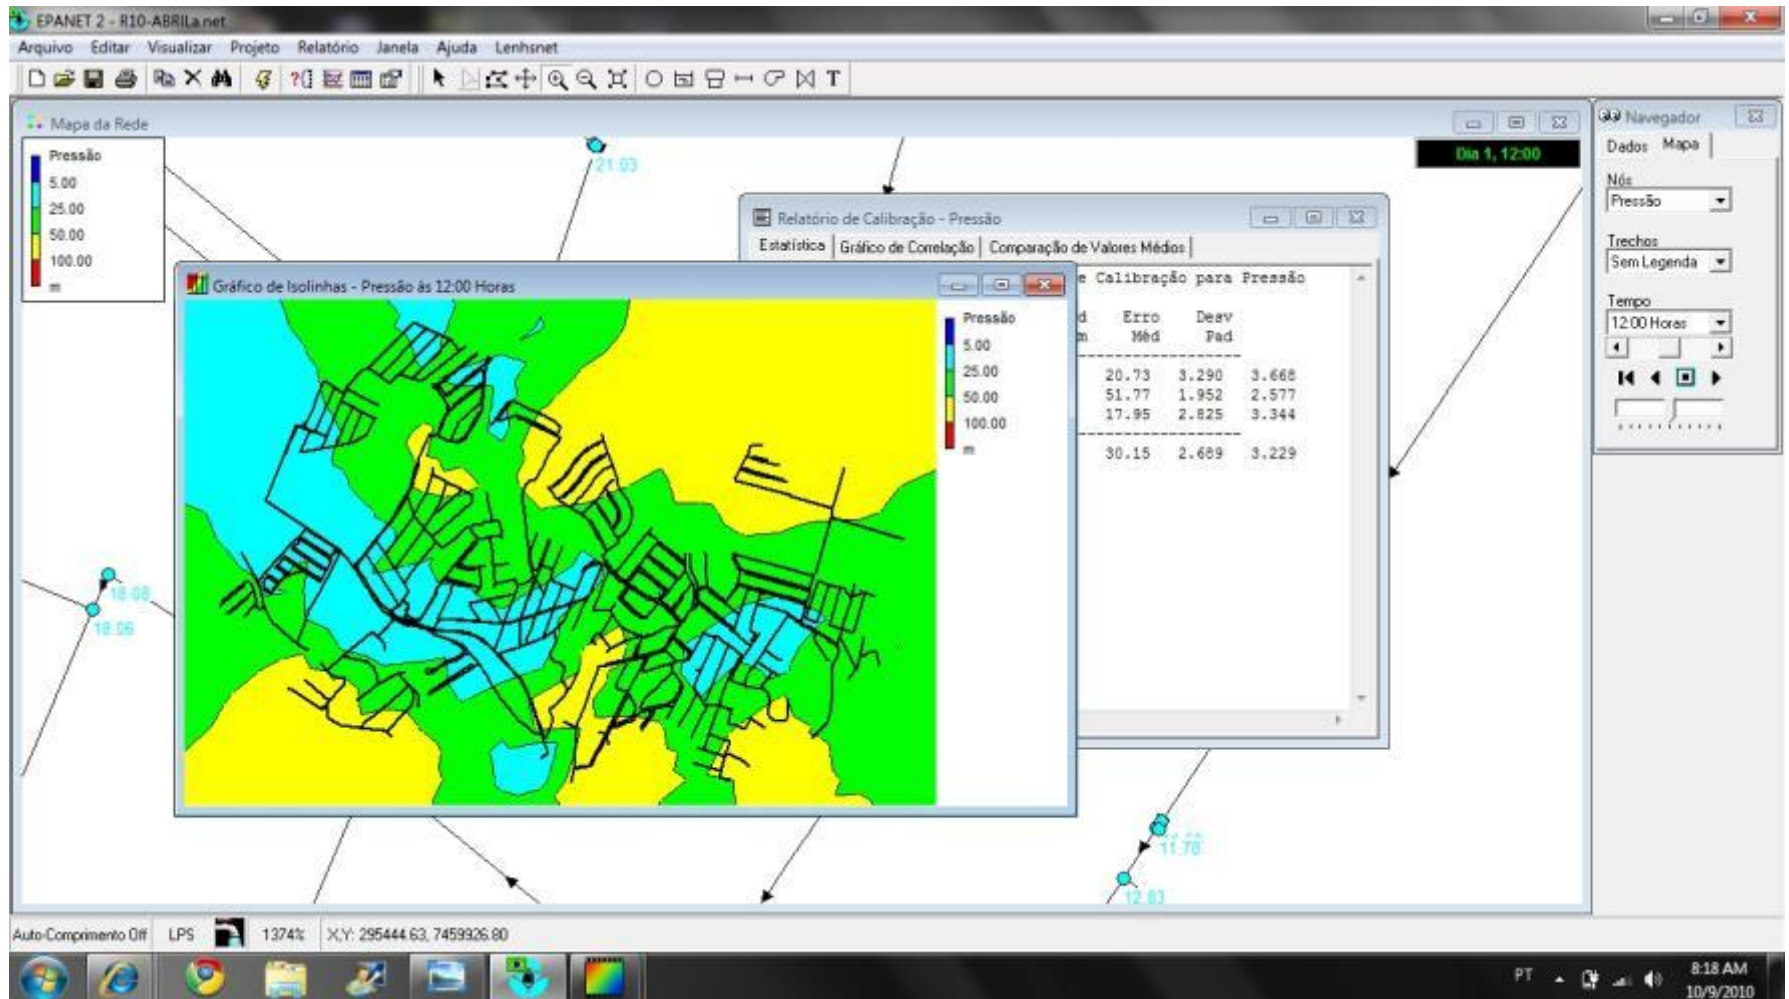 EPANET 2 - R10-ABRILa.net
Arquivo Editar Visualizar Projeto Relatório Janela Ajuda Lenhsnet
Mapa da Rede
Pressão
5.00
25.00
50.00
100.00
m
21.03
Dia 1, 12:00
Navegador
Dados Mapa
Nós
Pressão
Trechos
Sem Legenda
Tempo
12:00 Horas
Relatório de Calibração - Pressão
Estatística Gráfico de Correlação Comparação de Valores Médios
e Calibração para Pressão
d Erro Desv
m Méd Pad
20.73 3.290 3.668
51.77 1.952 2.577
17.95 2.825 3.344
30.15 2.689 3.229
Gráfico de Isolinhas - Pressão às 12:00 Horas
Pressão
5.00
25.00
50.00
100.00
m
18.08
18.06
11.78
12.83
Auto-Comprimento Off LPS 1374% X,Y: 295444.63, 7459926.80
PT 8:18 AM
10/9/2010